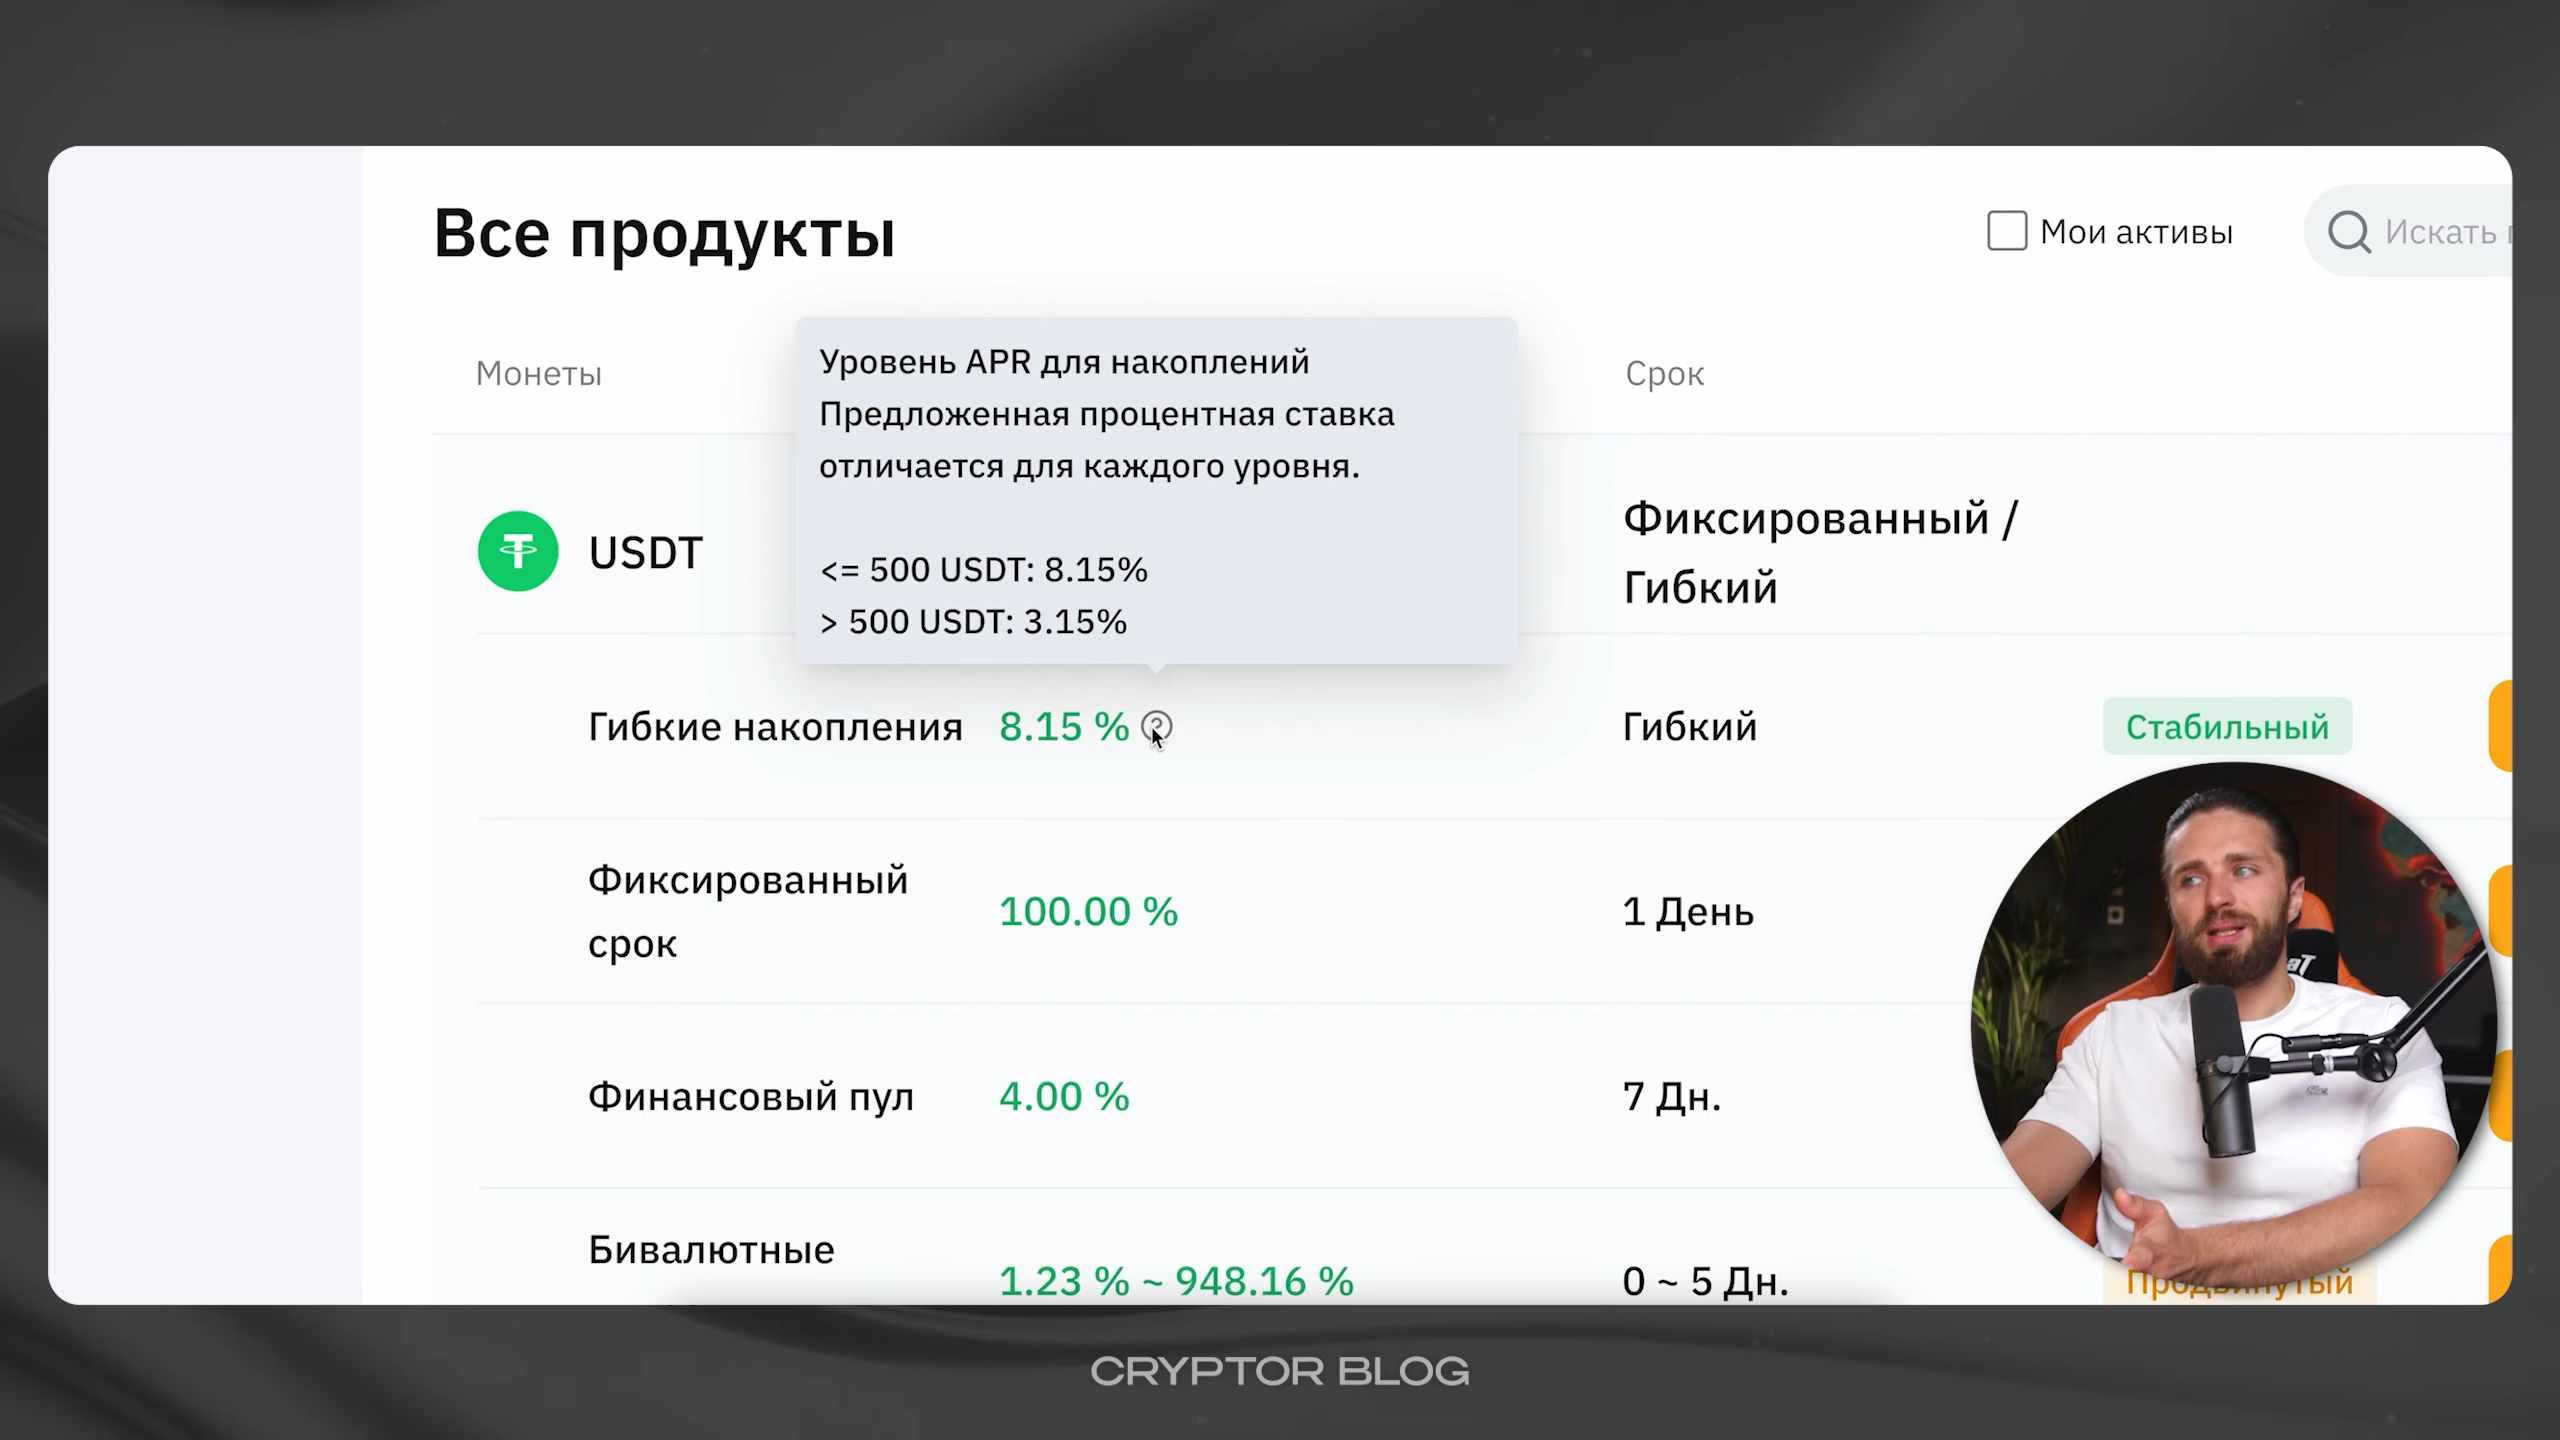 Все продукты
Мои активы
Искать
Монеты
Срок
Уровень APR для накоплений
Предложенная процентная ставка
отличается для каждого уровня.
<= 500 USDT: 8.15%
> 500 USDT: 3.15%
USDT
Фиксированный /
Гибкий
Гибкие накопления 8.15 %
Гибкий
Стабильный
Фиксированный
срок
100.00 %
1 День
Финансовый пул 4.00 %
7 Дн.
Бивалютные
1.23 % ~ 948.16 %
0 ~ 5 Дн.
Продвинутый
CRYPTOR BLOG